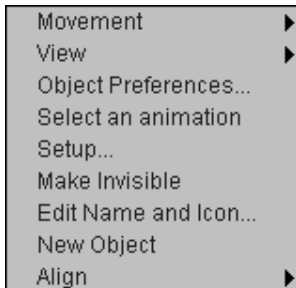 Movement
View
Object Preferences...
Select an animation
Setup...
Make Invisible
Edit Name and Icon...
New Object
Align